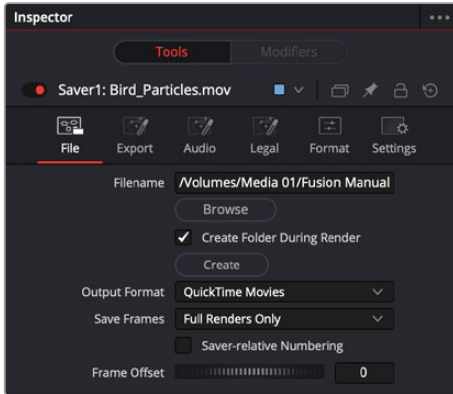 Inspector
Tools Modifiers
Saver1: Bird_Particles.mov
File Export Audio Legal Format Settings
Filename /Volumes/Media 01/Fusion Manual
Browse
Create Folder During Render
Create
Output Format QuickTime Movies
Save Frames Full Renders Only
Saver-relative Numbering
Frame Offset 0